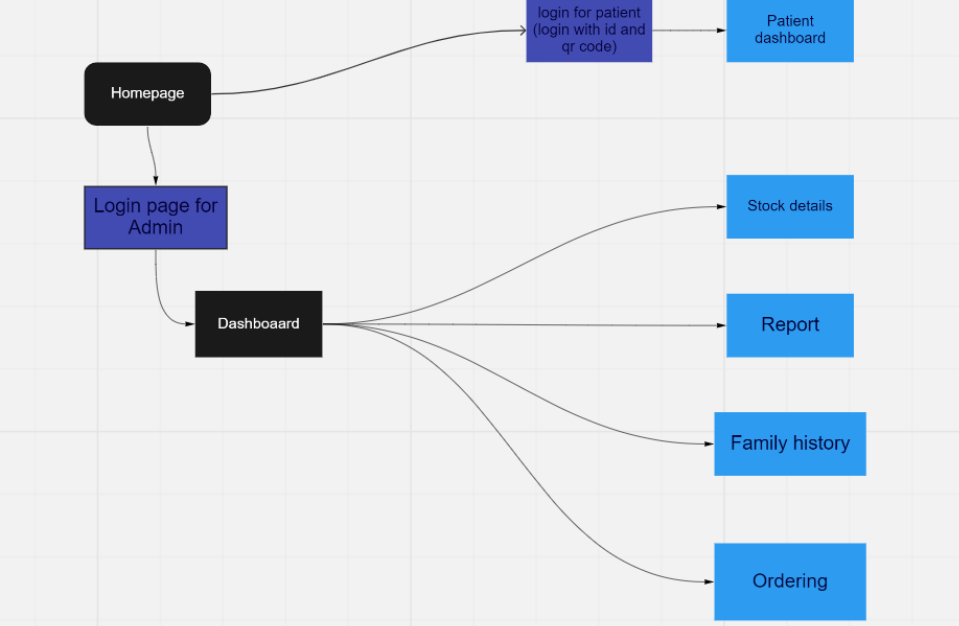 login for patient
(login with id and
qr code)
Patient
dashboard
Homepage
Login page for
Admin
Stock details
Dashboaard
Report
Family history
Ordering